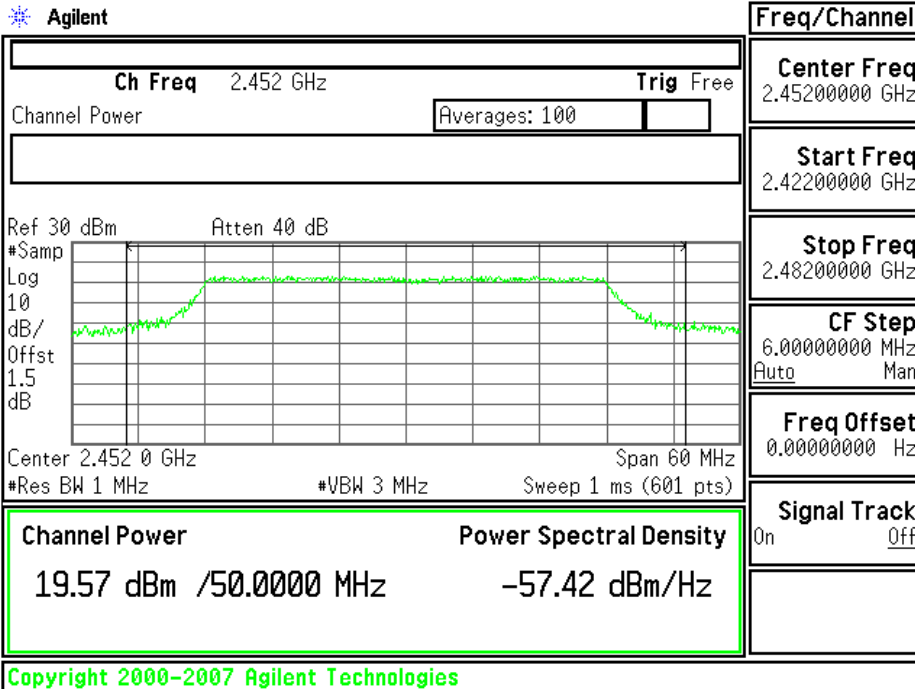 Agilent
Ch Freq 2.452 GHz Trig Free
Channel Power Averages: 100
Ref 30 dBm Atten 40 dB
#Samp
Log
10
dB/
Offst
1.5
dB
Center 2.452 0 GHz Span 60 MHz
#Res BW 1 MHz #VBW 3 MHz Sweep 1 ms (601 pts)
Channel Power Power Spectral Density
19.57 dBm /50.0000 MHz -57.42 dBm/Hz
Copyright 2000-2007 Agilent Technologies
Freq/Channel
Center Freq
2.45200000 GHz
Start Freq
2.42200000 GHz
Stop Freq
2.48200000 GHz
CF Step
6.00000000 MHz
Auto Man
Freq Offset
0.00000000 Hz
Signal Track
On Off